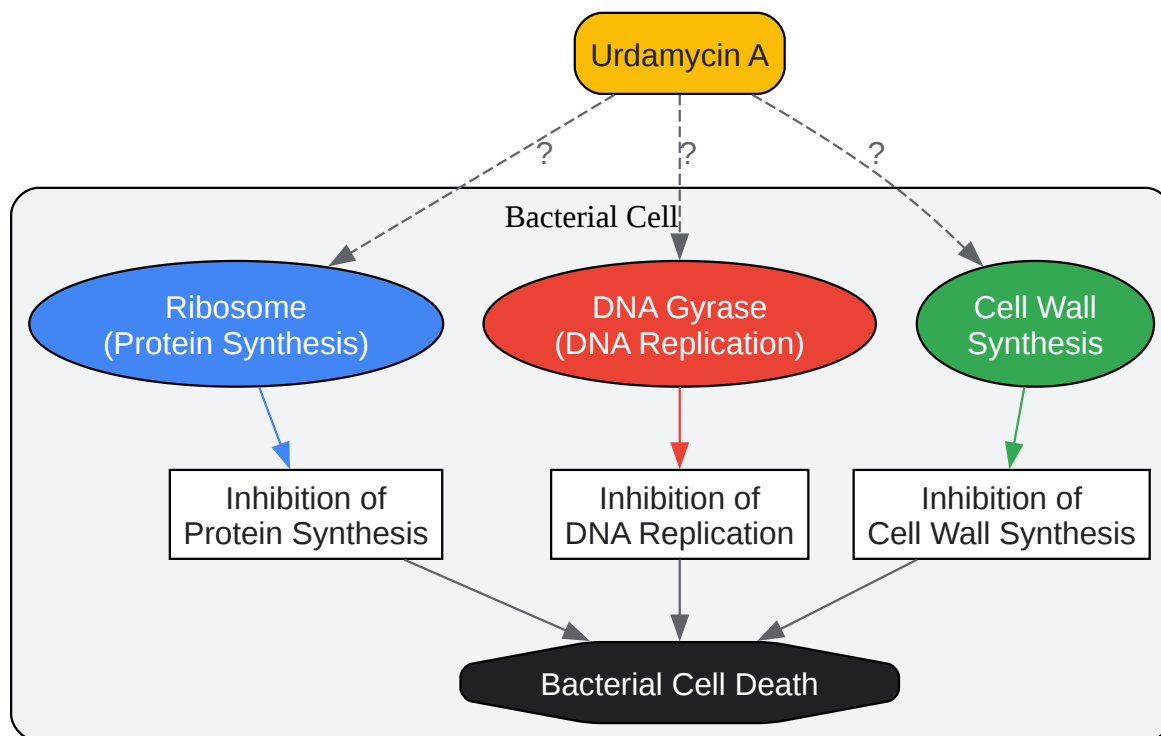 Urdamycin A
?
?
?
Bacterial Cell
Ribosome
(Protein Synthesis)
DNA Gyrase
(DNA Replication)
Cell Wall
Synthesis
Inhibition of
Protein Synthesis
Inhibition of
DNA Replication
Inhibition of
Cell Wall Synthesis
Bacterial Cell Death